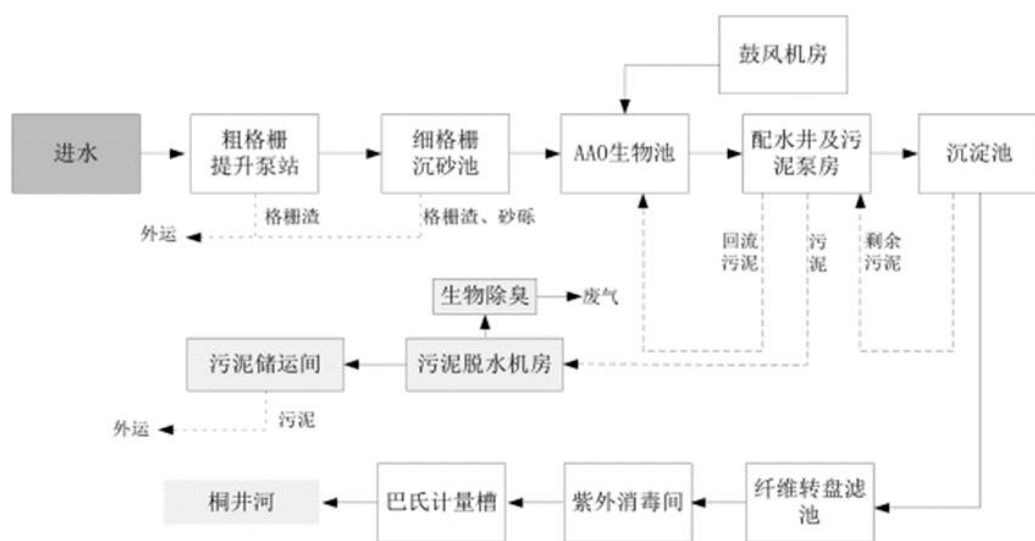 鼓风机房
进水
粗格栅
提升泵站
细格栅
沉砂池
AAO生物池
配水井及污
泥泵房
沉淀池
格栅渣
格栅渣、砂砾
外运
回流
污泥
污
泥
剩余
污泥
生物除臭
废气
污泥储运间
污泥脱水机房
外运
污泥
桐井河
巴氏计量槽
紫外消毒间
纤维转盘滤
池